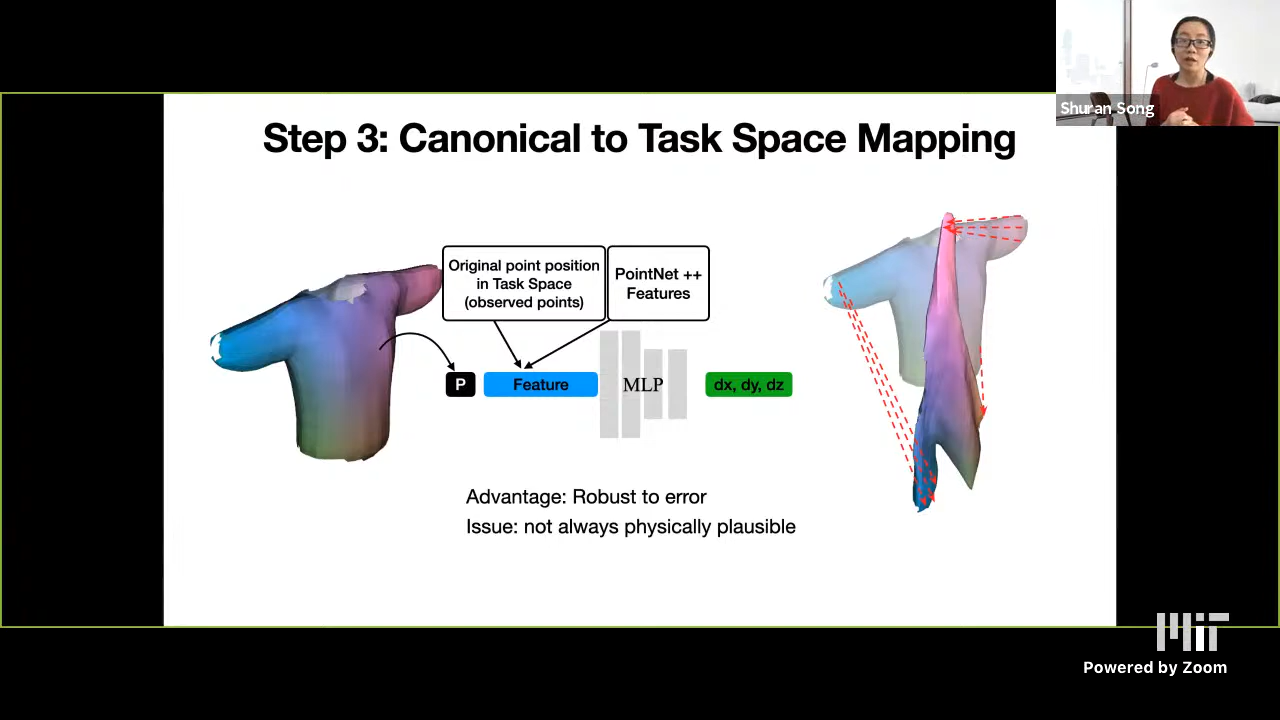 Shuran Song
Step 3: Canonical to Task Space Mapping
Original point position
in Task Space
(observed points)
PointNet ++
Features
P
Feature
MLP
dx, dy, dz
Advantage: Robust to error
Issue: not always physically plausible
MIT
Powered by Zoom